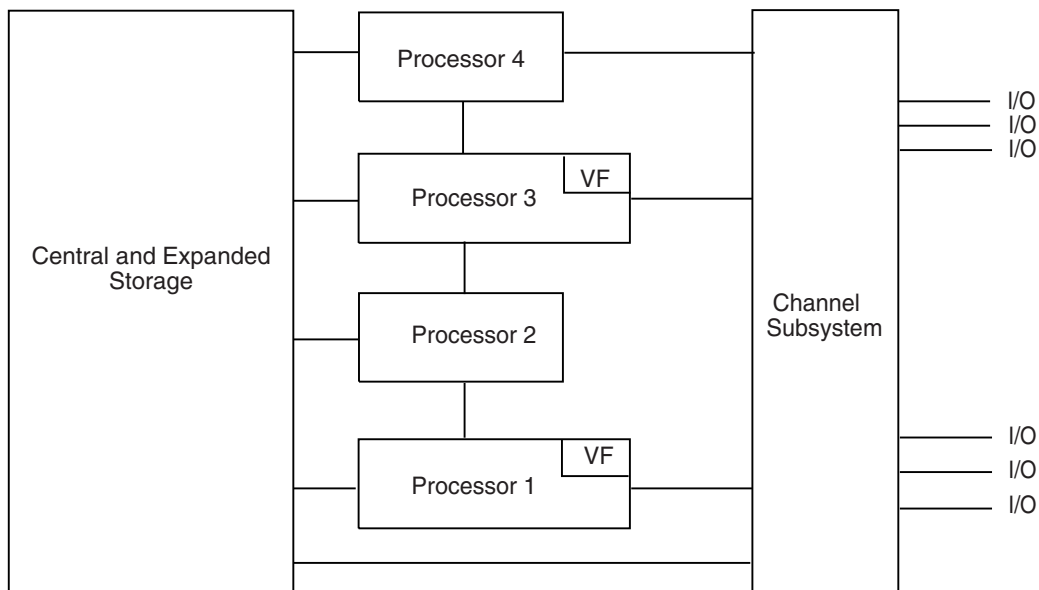 Processor 4
I/O
I/O
I/O
VF
Processor 3
Central and Expanded
Storage
Channel
Subsystem
Processor 2
I/O
VF
I/O
Processor 1
I/O